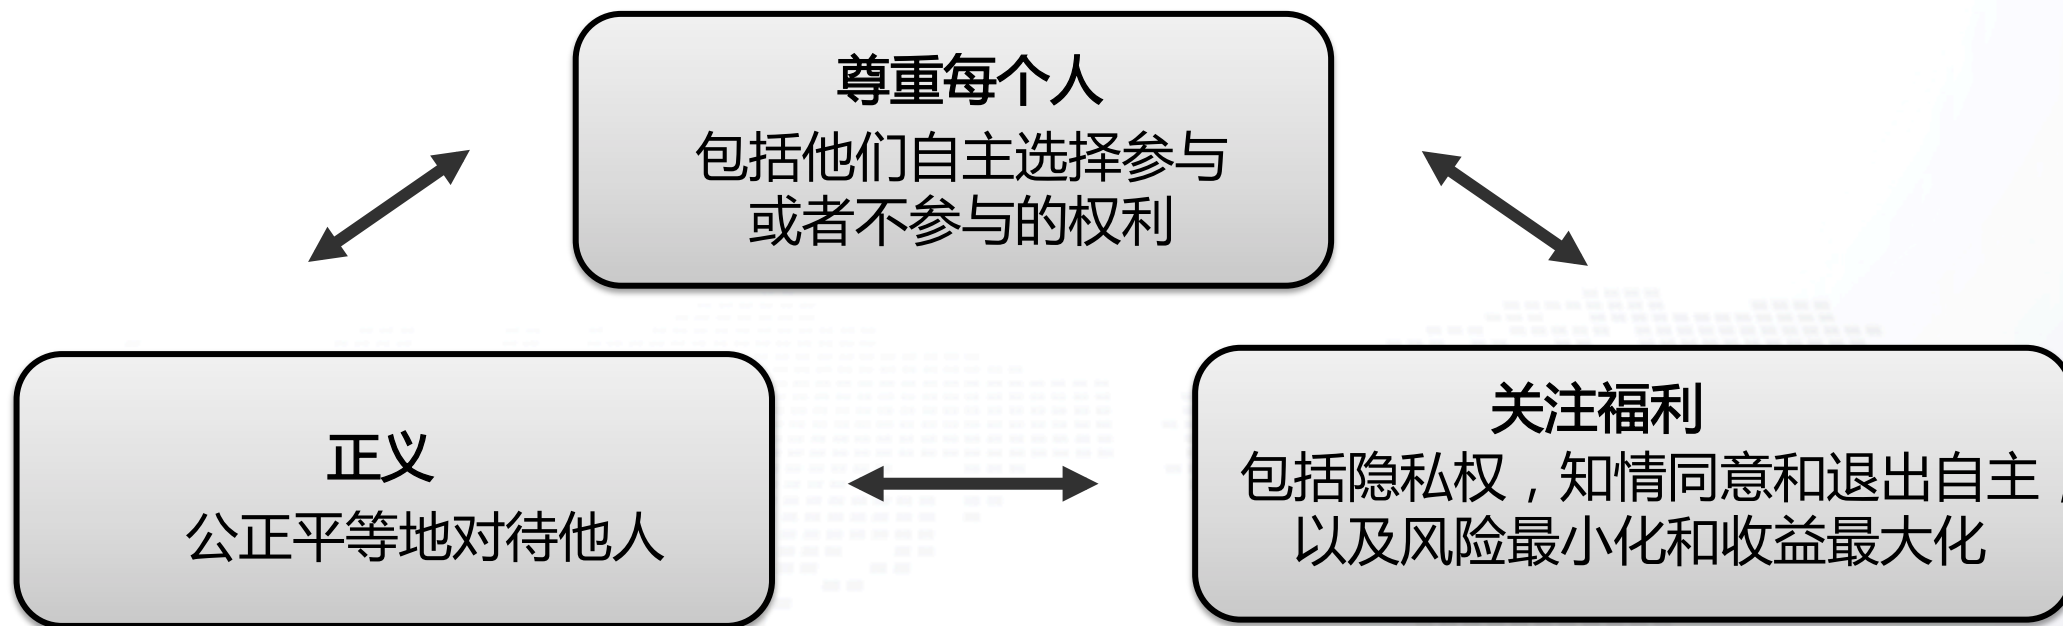 尊重每个人
包括他们自主选择参与
或者不参与的权利
正义
公正平等地对待他人
关注福利
包括隐私权，知情同意和退出自主，
以及风险最小化和收益最大化